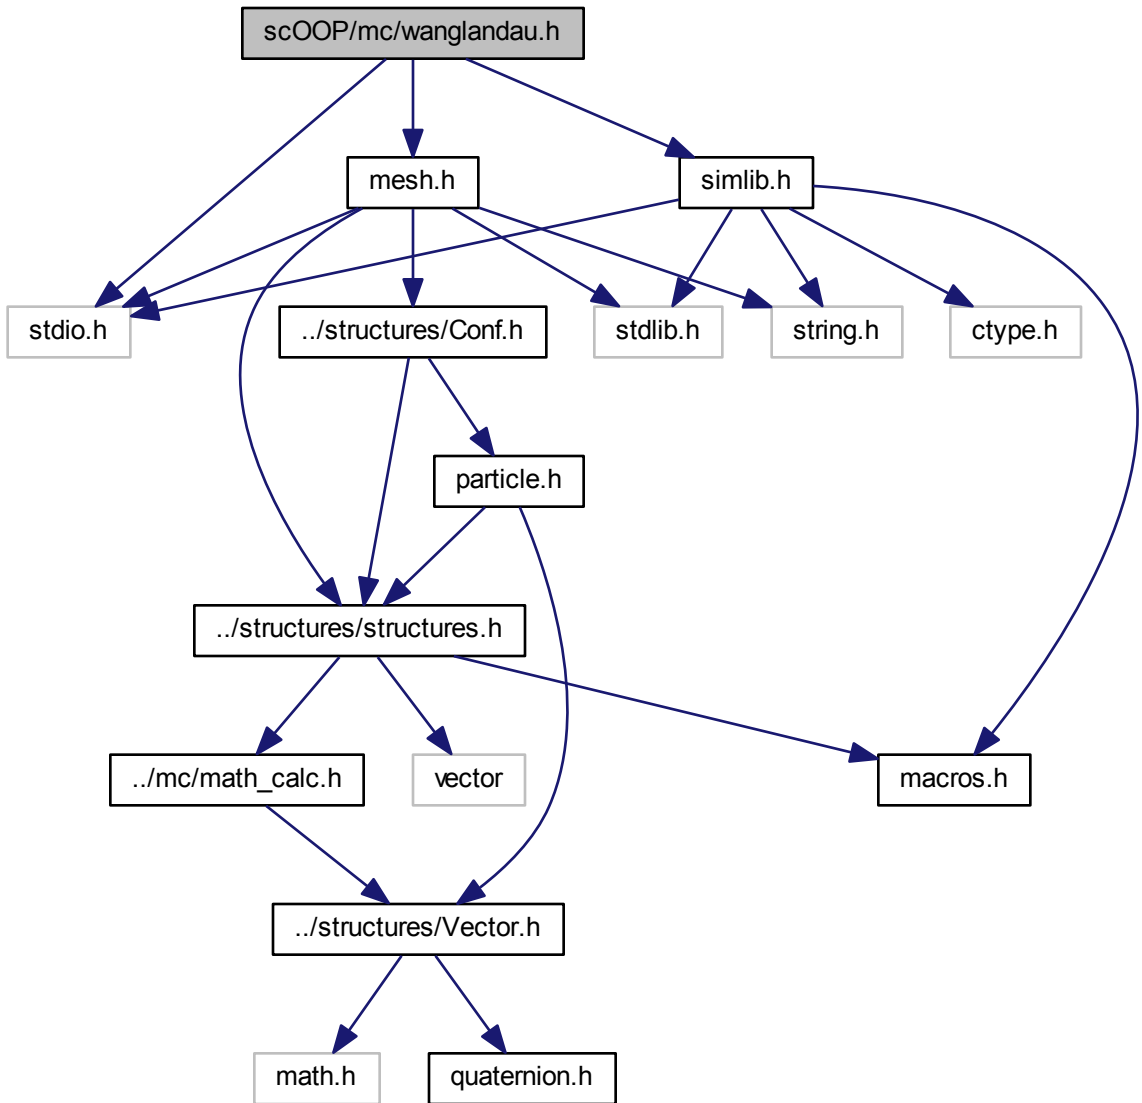 scOOP/mc/wanglandau.h
mesh.h
simlib.h
stdio.h
../structures/Conf.h
stdlib.h
string.h
ctype.h
particle.h
../structures/structures.h
../mc/math_calc.h
vector
macros.h
../structures/Vector.h
math.h
quaternion.h